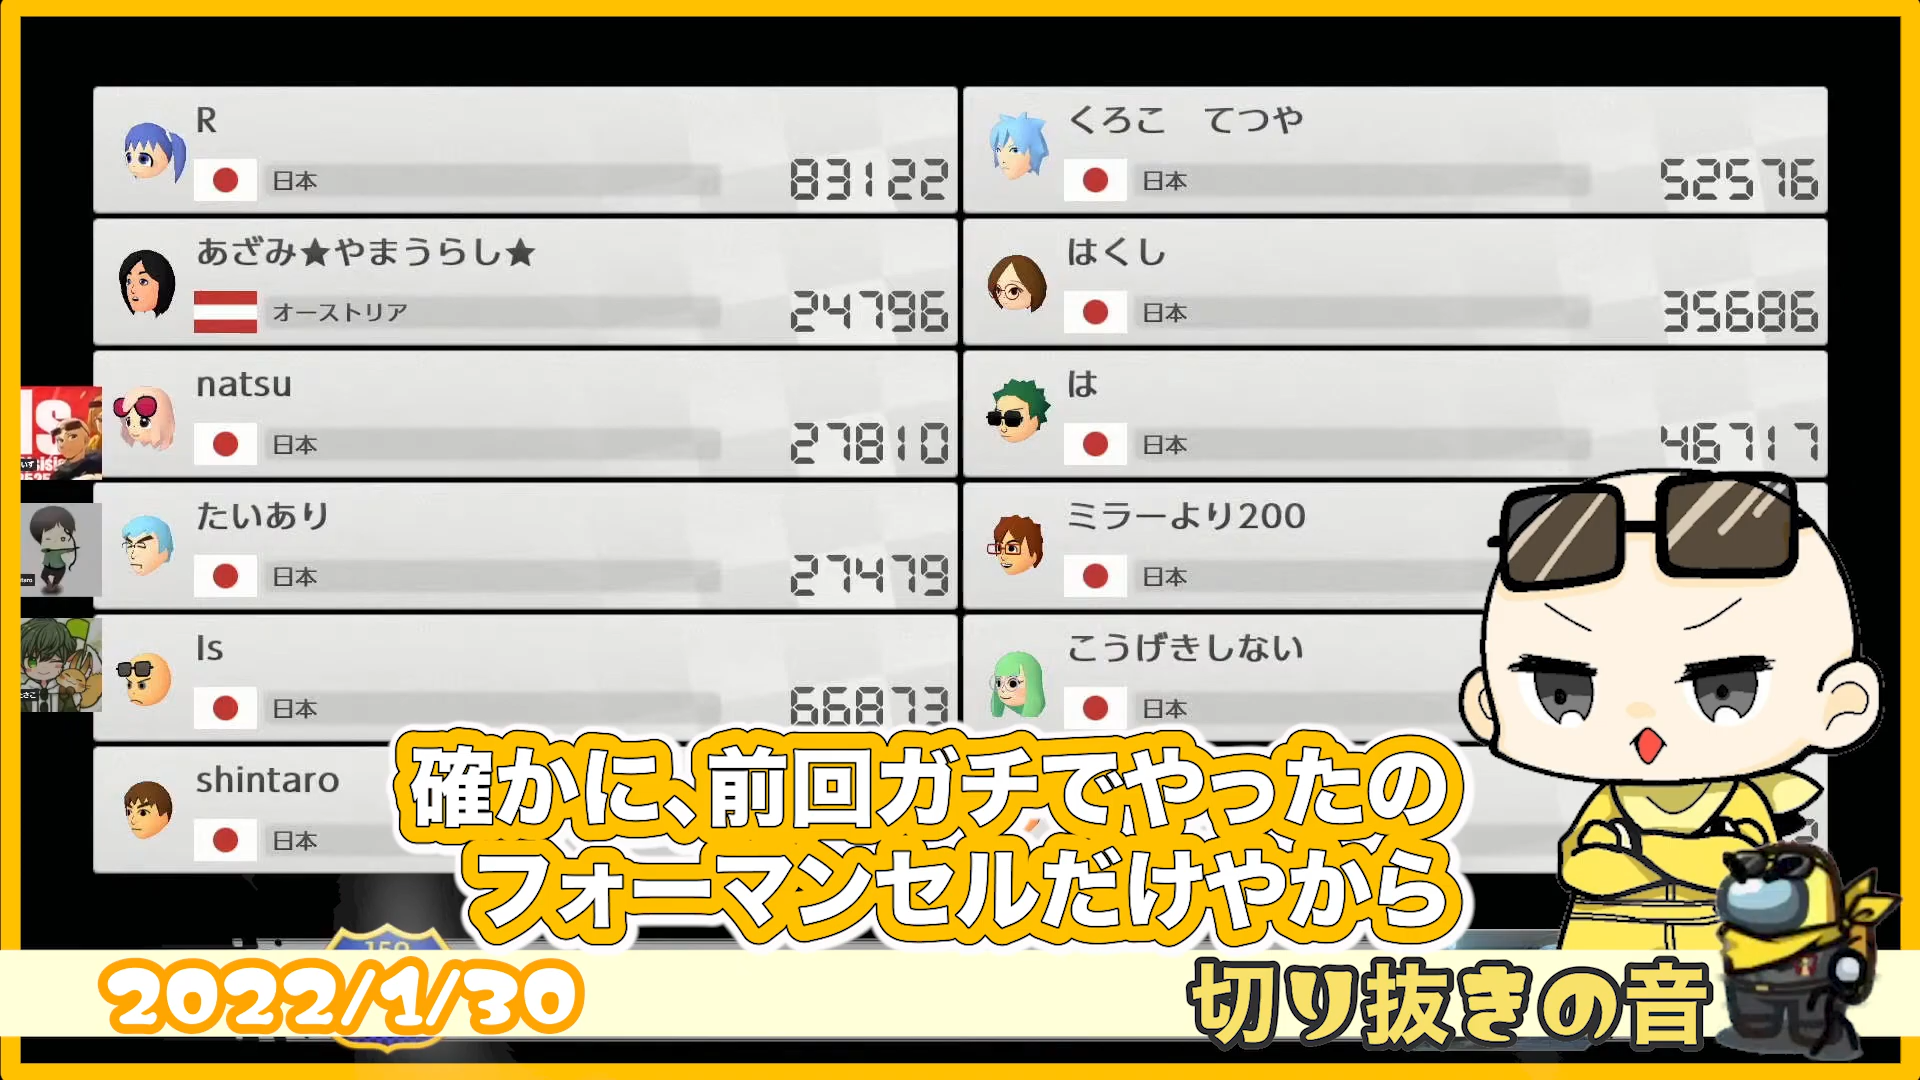 R
日本
83122
くろこ　てつや
日本
52576
あざみ★やまうらし★
オーストリア
24796
はくし
日本
35686
natsu
日本
27810
は
日本
46717
たいあり
日本
27479
ミラーより200
日本
Is
日本
66873
こうげきしない
日本
shintaro
日本
確かに、前回ガチでやったの
フォーマンセルだけやから
2022/1/30
切り抜きの音